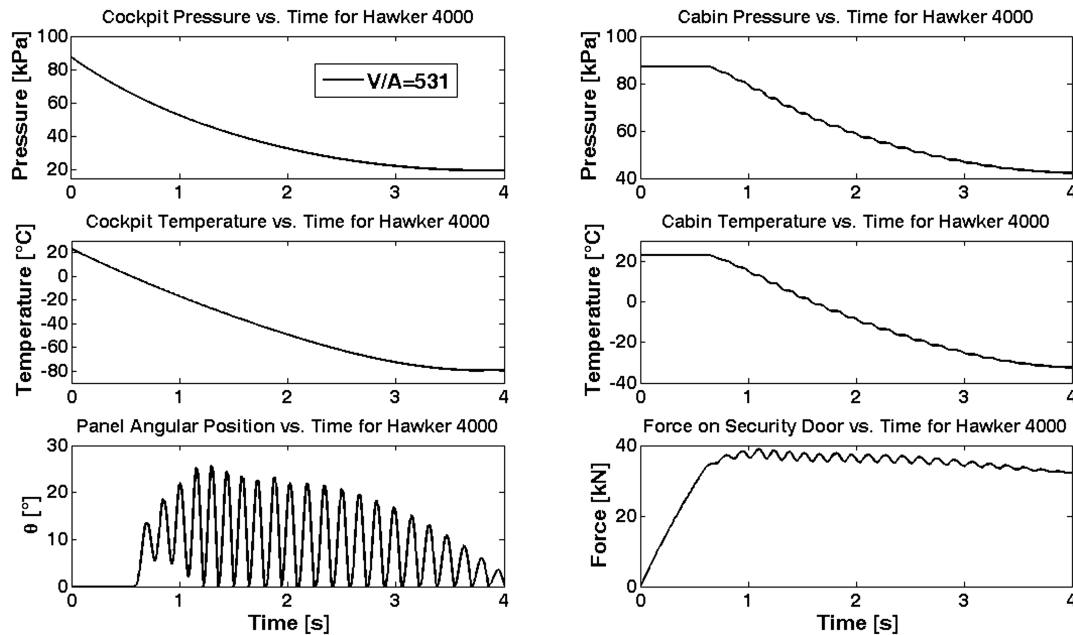 Cockpit Pressure vs. Time for Hawker 4000
Pressure [kPa]
100
80
60
40
20
V/A=531
0 1 2 3 4
Cabin Pressure vs. Time for Hawker 4000
Pressure [kPa]
100
80
60
40
0 1 2 3 4
Cockpit Temperature vs. Time for Hawker 4000
Temperature [°C]
20
0
-20
-40
-60
-80
0 1 2 3 4
Cabin Temperature vs. Time for Hawker 4000
Temperature [°C]
20
0
-20
-40
0 1 2 3 4
Panel Angular Position vs. Time for Hawker 4000
θ [°]
30
20
10
0
0 1 2 3 4
Time [s]
Force on Security Door vs. Time for Hawker 4000
Force [kN]
40
20
0
0 1 2 3 4
Time [s]